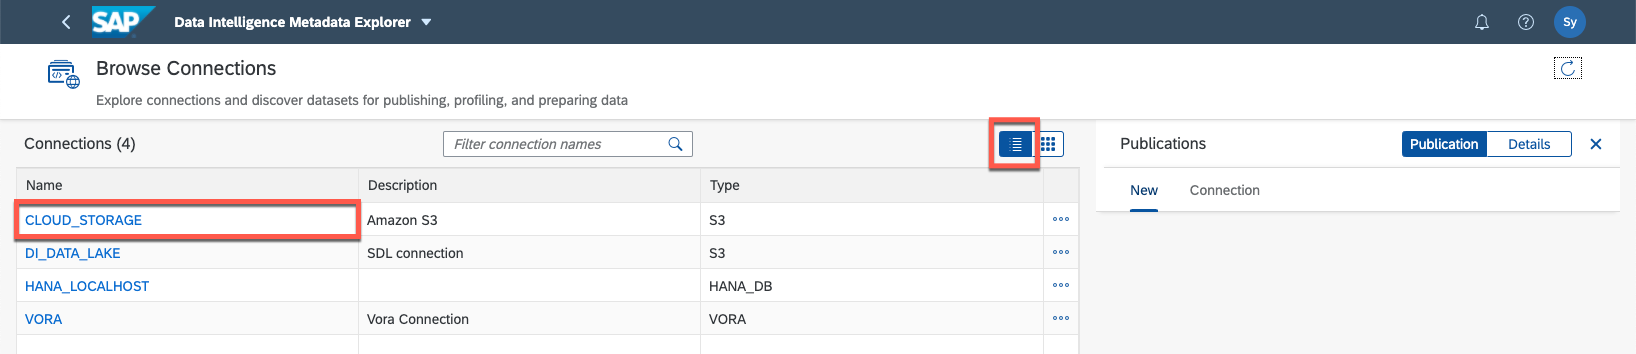 SAP Data Intelligence Metadata Explorer Sy
Browse Connections
Explore connections and discover datasets for publishing, profiling, and preparing data
Connections (4) Filter connection names
Name Description Type
CLOUD_STORAGE Amazon S3 S3
DI_DATA_LAKE SDL connection S3
HANA_LOCALHOST HANA_DB
VORA Vora Connection VORA
Publications Publication Details
New Connection